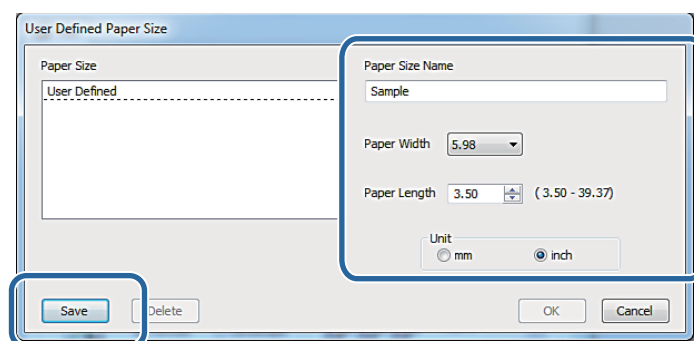 User Defined Paper Size
Paper Size
User Defined
Paper Size Name
Sample
Paper Width 5.98
Paper Length 3.50 ( 3.50 - 39.37)
Unit
mm inch
Save Delete OK Cancel